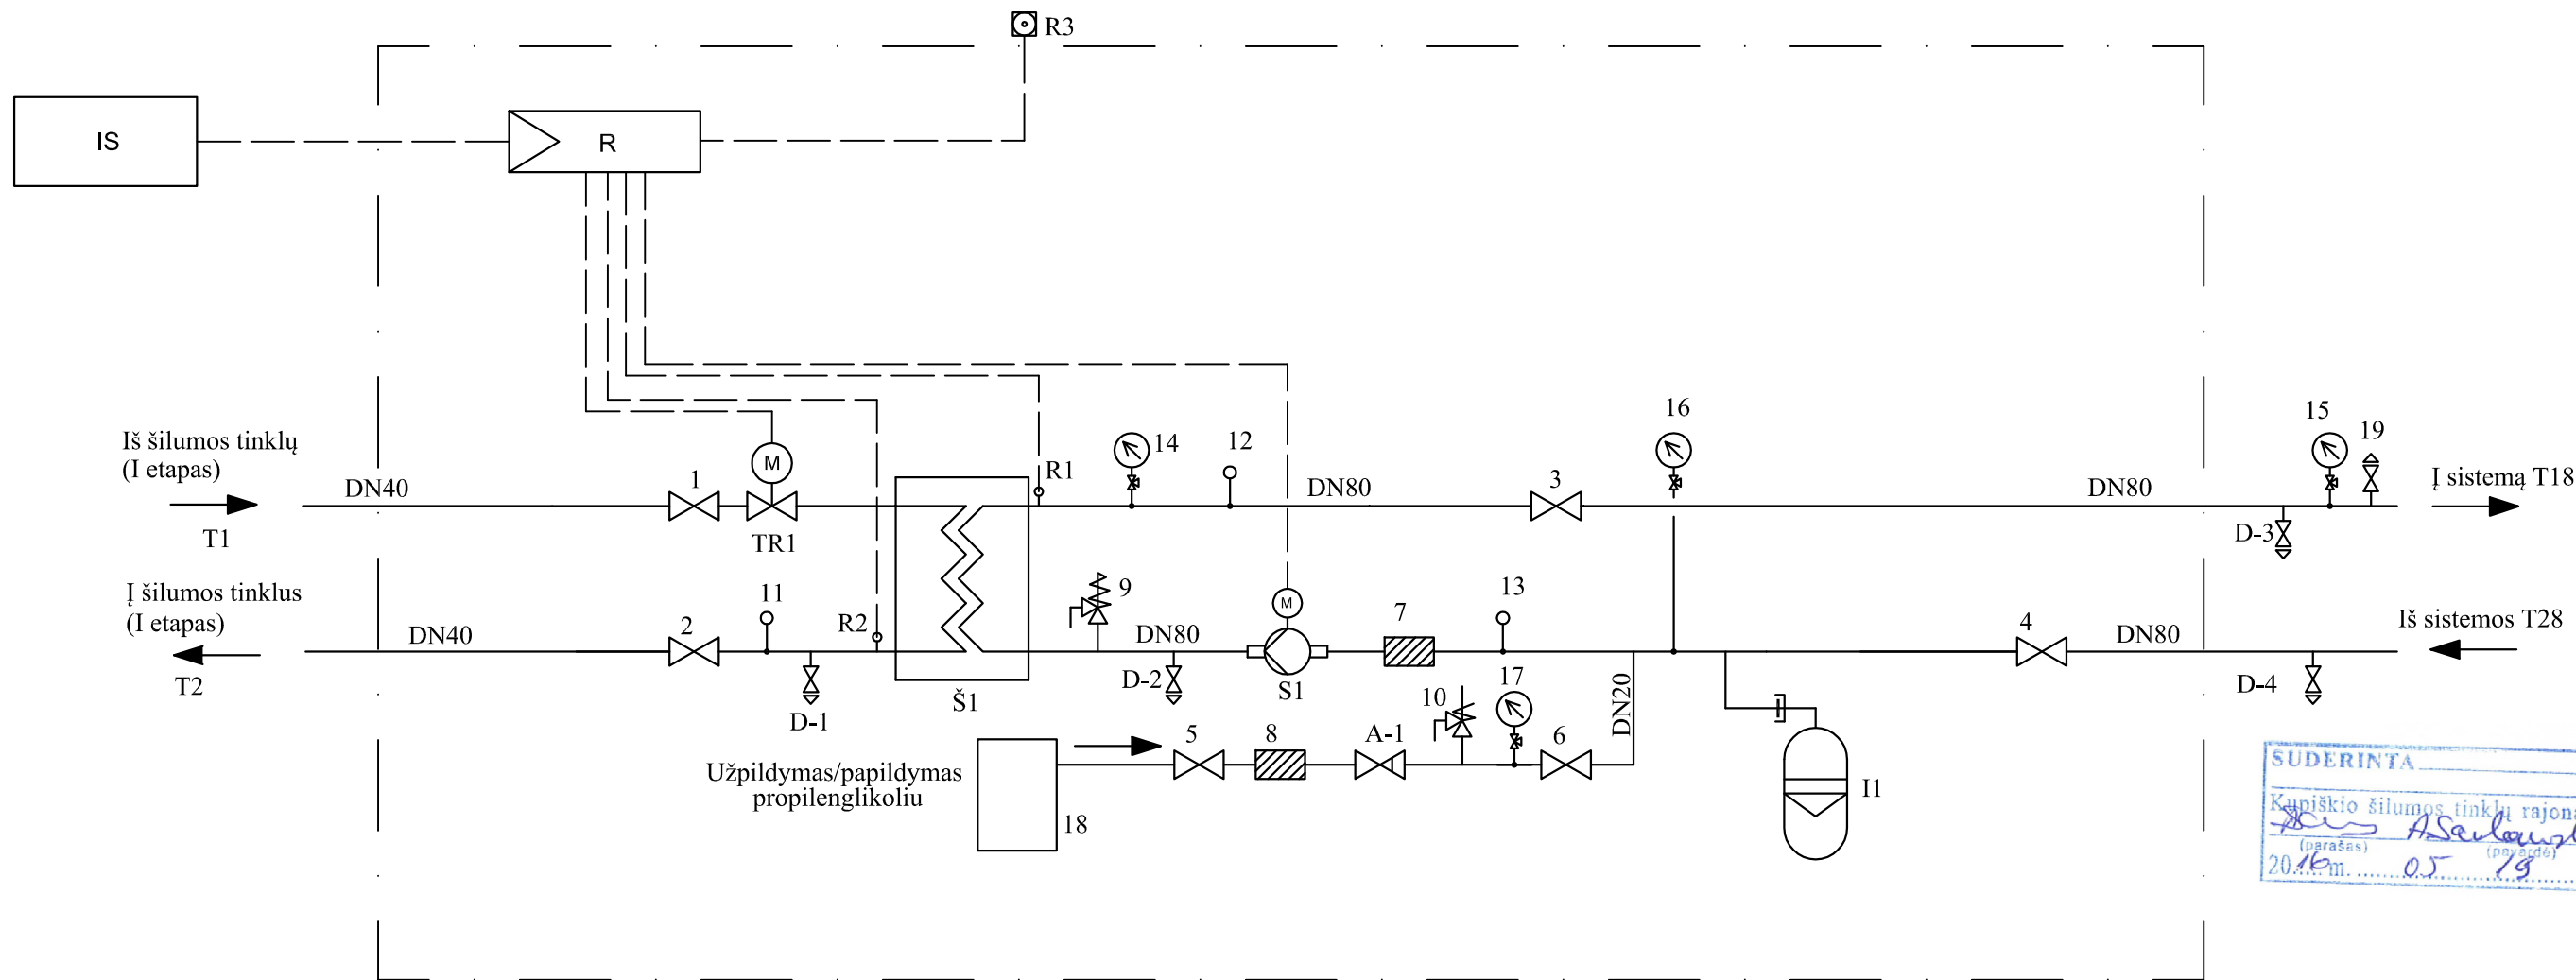 R3
IS
R
16
15
19
Iš šilumos tinklų
(I etapas)
M
14
12
R1
1
3
DN40
DN80
DN80
Į sistemą T18
T1
TR1
D-3
Į šilumos tinklus
(I etapas)
11
9
M
7
13
R2
2
4
DN40
DN80
DN80
Iš sistemos T28
T2
D-1
Š1
D-2
S1
17
10
DN20
D-4
5
8
A-1
6
Užpildymas/papildymas
propilenglikoliu
18
I1
SUDERINTA
Kupiškio šilumos tinklų
(parašas)
(pavardė)
2016 m. 05 19